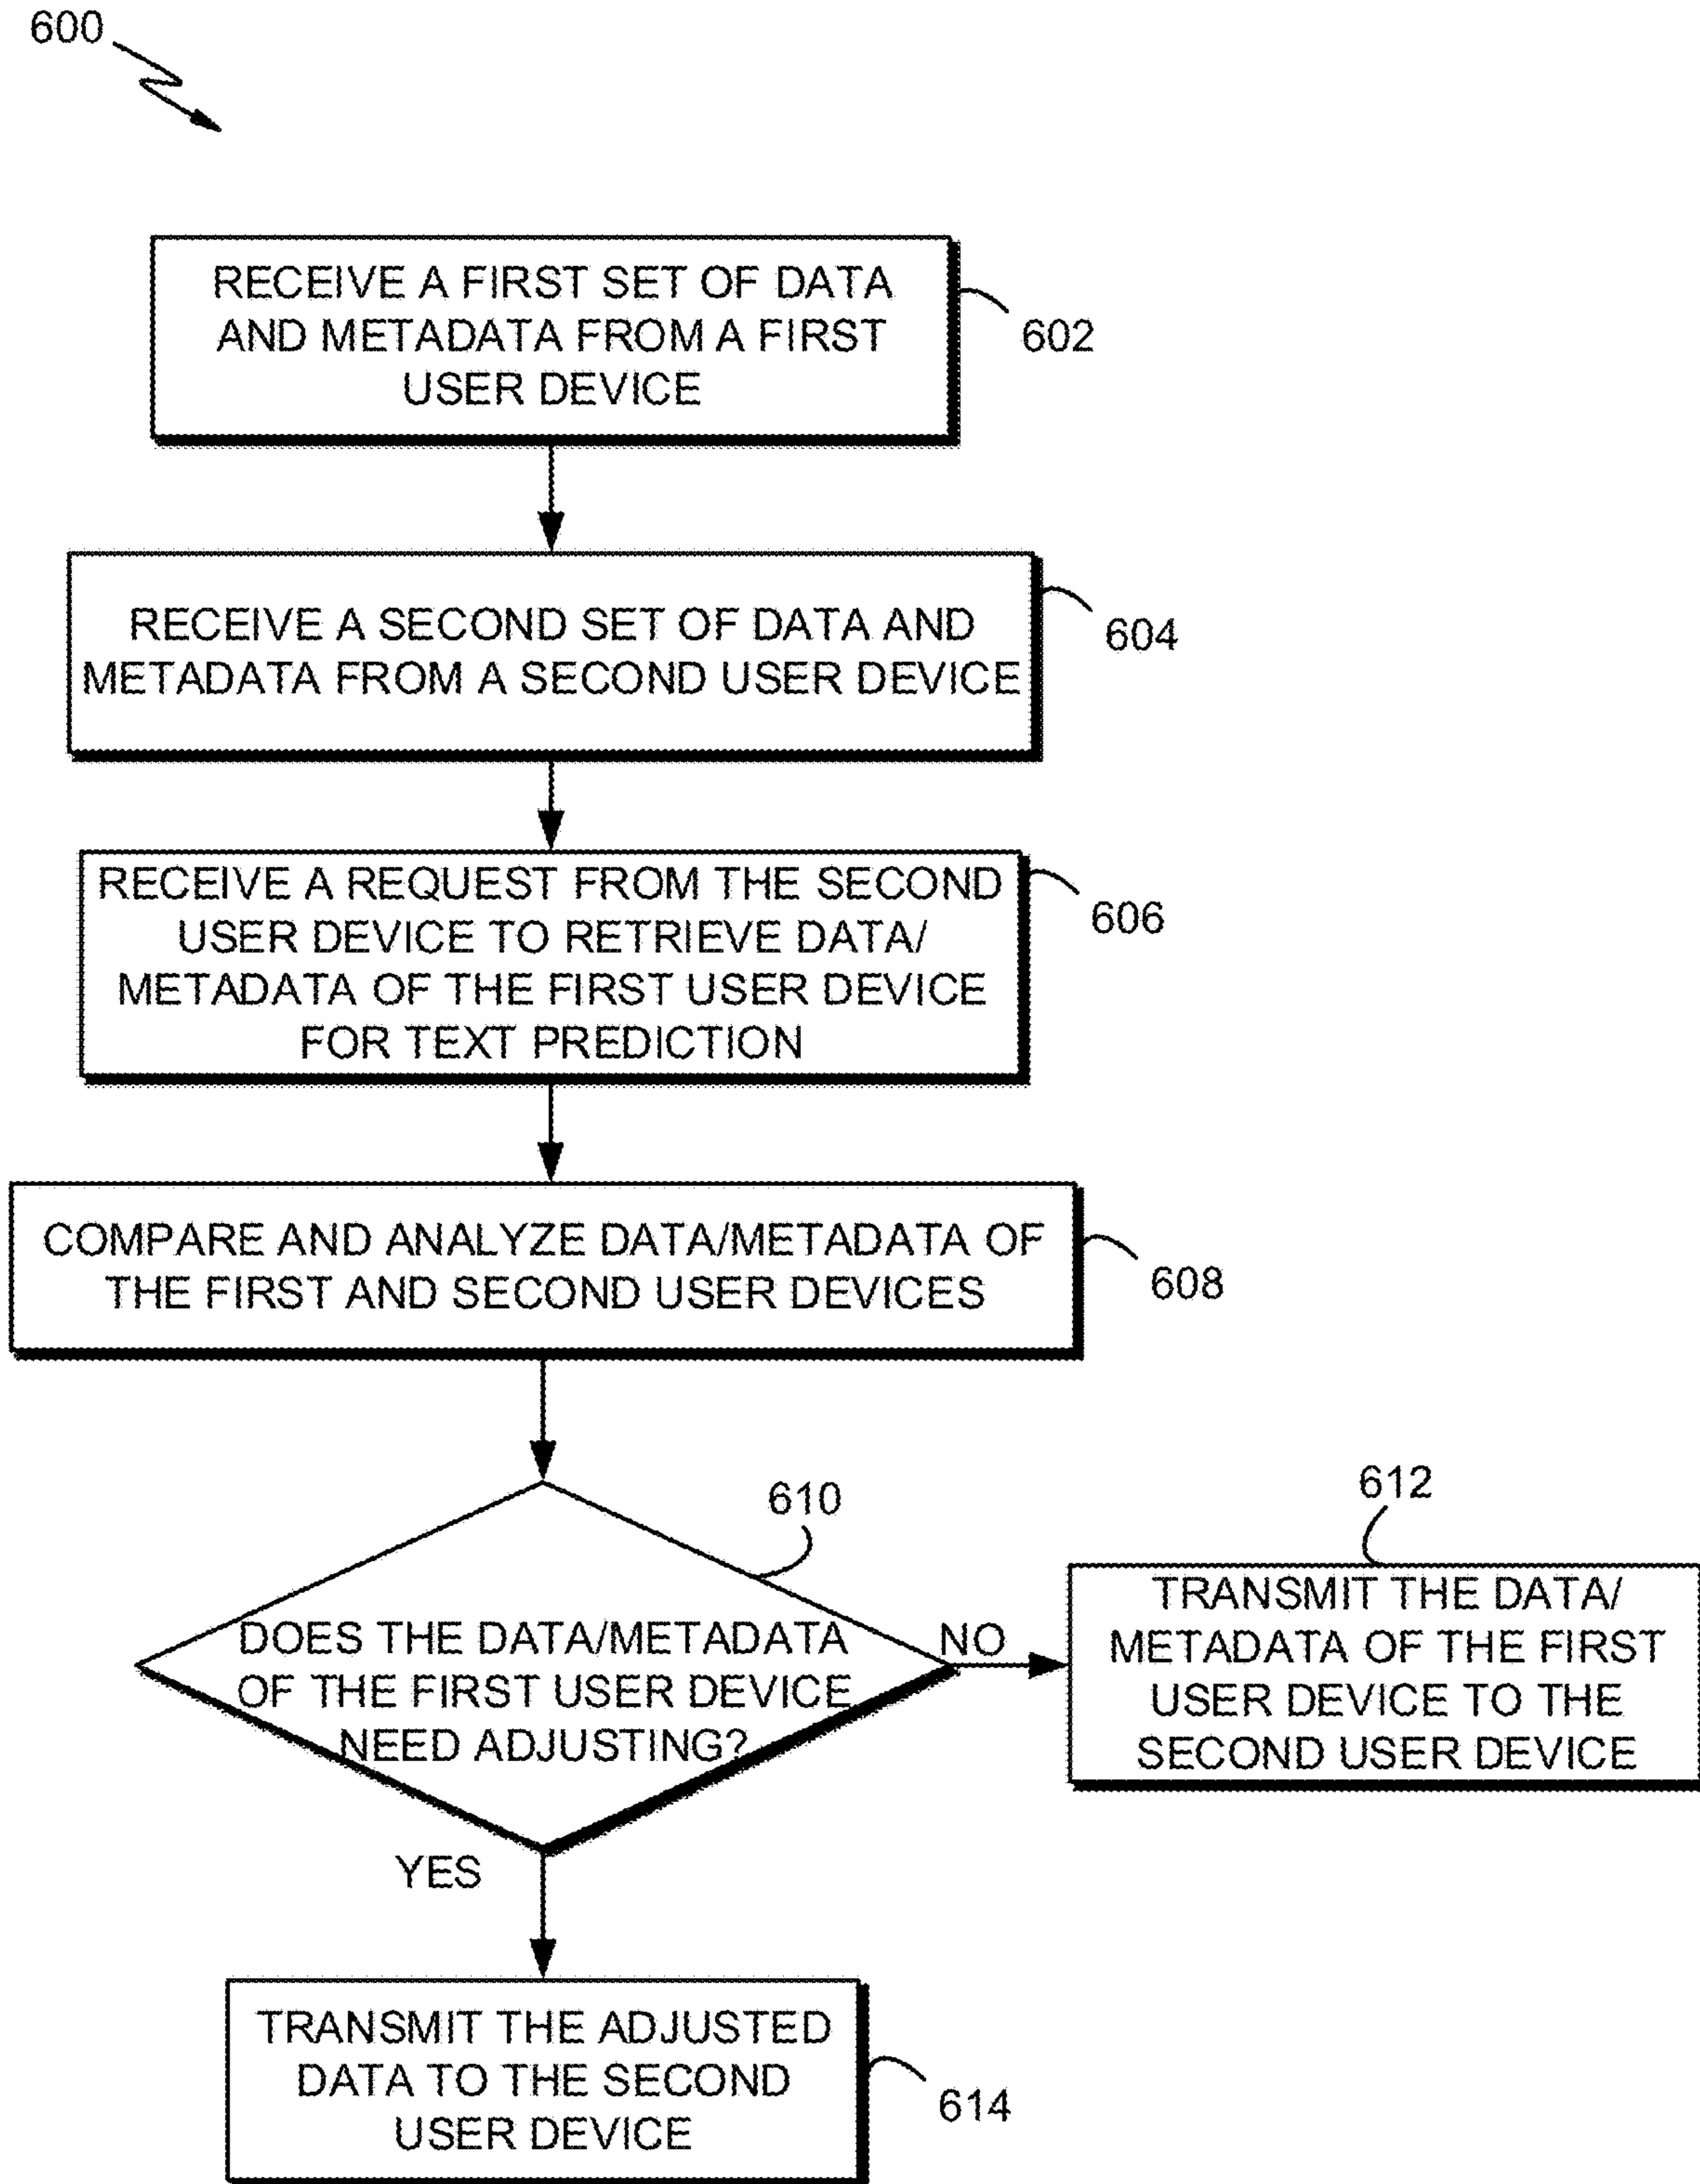 600
RECEIVE A FIRST SET OF DATA
AND METADATA FROM A FIRST
USER DEVICE
602
RECEIVE A SECOND SET OF DATA AND
METADATA FROM A SECOND USER DEVICE
604
RECEIVE A REQUEST FROM THE SECOND
USER DEVICE TO RETRIEVE DATA/
METADATA OF THE FIRST USER DEVICE
FOR TEXT PREDICTION
606
COMPARE AND ANALYZE DATA/METADATA OF
THE FIRST AND SECOND USER DEVICES
608
610
DOES THE DATA/METADATA
OF THE FIRST USER DEVICE
NEED ADJUSTING?
NO
612
TRANSMIT THE DATA/
METADATA OF THE FIRST
USER DEVICE TO THE
SECOND USER DEVICE
YES
TRANSMIT THE ADJUSTED
DATA TO THE SECOND
USER DEVICE
614